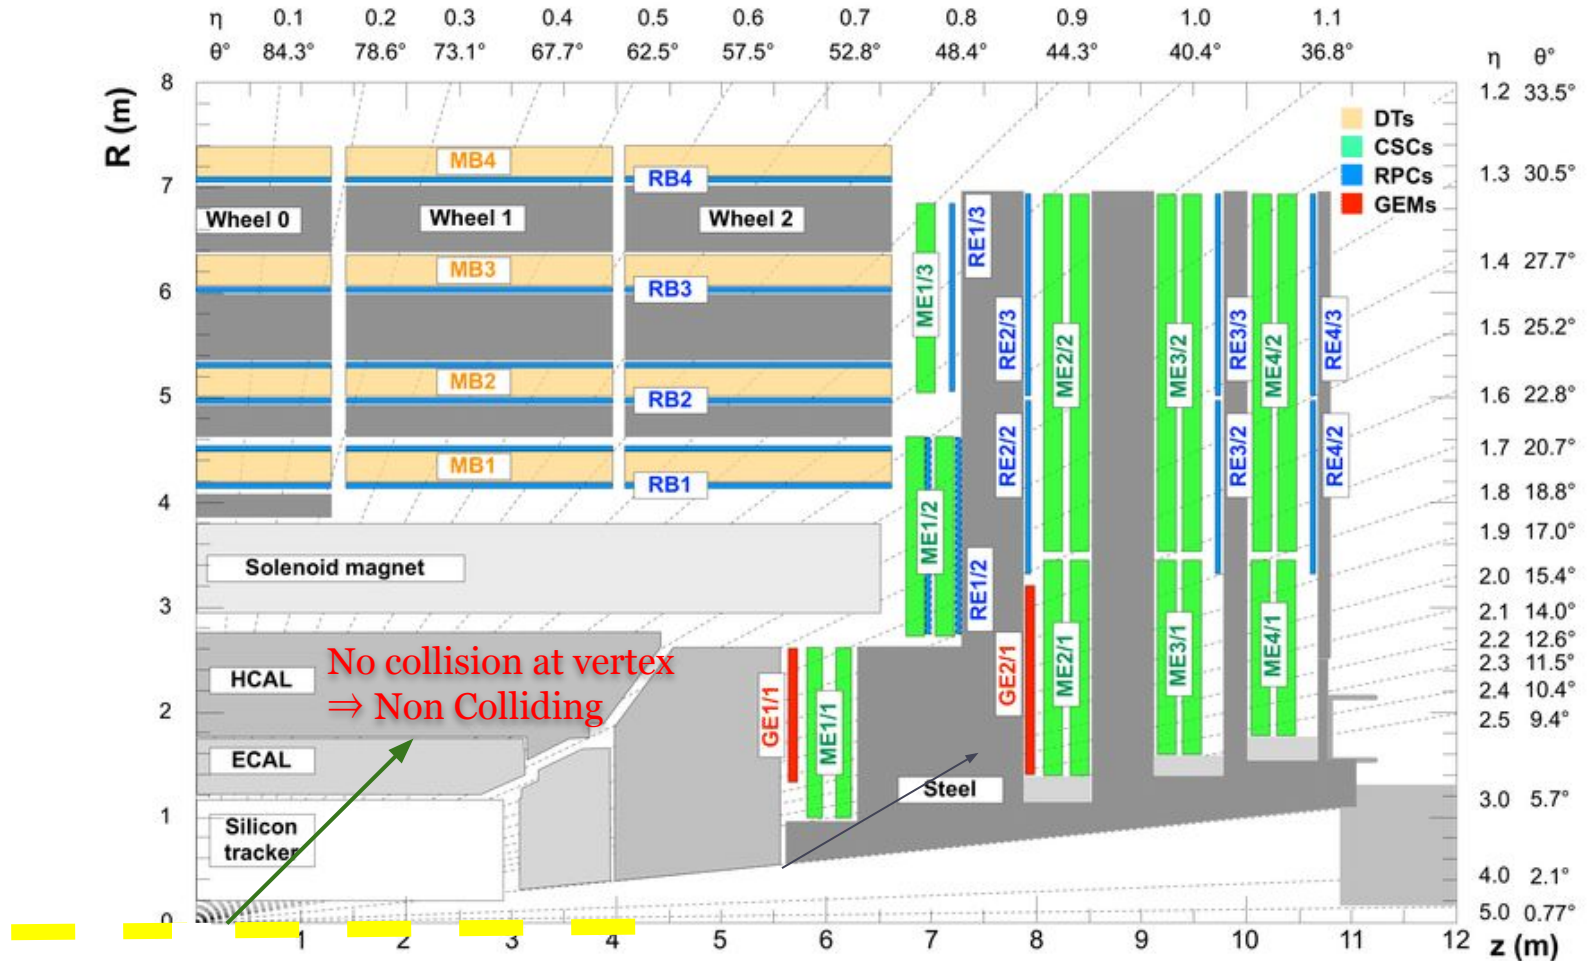 η 0.1 0.2 0.3 0.4 0.5 0.6 0.7 0.8 0.9 1.0 1.1
θ° 84.3° 78.6° 73.1° 67.7° 62.5° 57.5° 52.8° 48.4° 44.3° 40.4° 36.8° η θ°
8
1.2 33.5°
R (m)
DTs
CSCs
RPCs
GEMs
MB4
RB4
7
1.3 30.5°
Wheel 0
Wheel 1
Wheel 2
RE1/3
ME1/3
MB3
RB3
6
1.4 27.7°
RE2/3
ME2/2
ME3/2
RE3/3
ME4/2
RE4/3
1.5 25.2°
MB2
RB2
5
1.6 22.8°
MB1
RB1
RE2/2
RE3/2
RE4/2
1.7 20.7°
4
1.8 18.8°
ME1/2
1.9 17.0°
Solenoid magnet
RE1/2
2.0 15.4°
3
2.1 14.0°
2.2 12.6°
No collision at vertex
⇒ Non Colliding
HCAL
GE1/1
ME1/1
GE2/1
ME2/1
ME3/1
ME4/1
2.3 11.5°
2.4 10.4°
2
2.5 9.4°
ECAL
Steel
3.0 5.7°
1
Silicon
tracker
4.0 2.1°
0
5.0 0.77°
1 2 3 4 5 6 7 8 9 10 11 12 z (m)